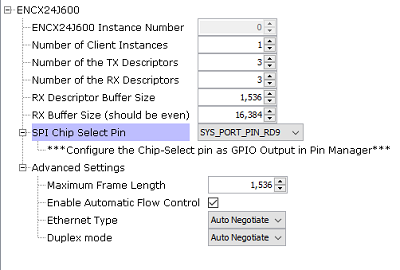 ENCX24J600
ENCX24J600 Instance Number 0
Number of Client Instances 1
Number of the TX Descriptors 3
Number of the RX Descriptors 3
RX Descriptor Buffer Size 1,536
RX Buffer Size (should be even) 16,384
SPI Chip Select Pin SYS_PORT_PIN_RD9
***Configure the Chip-Select pin as GPIO Output in Pin Manager***
Advanced Settings
Maximum Frame Length 1,536
Enable Automatic Flow Control
Ethernet Type Auto Negotiate
Duplex mode Auto Negotiate